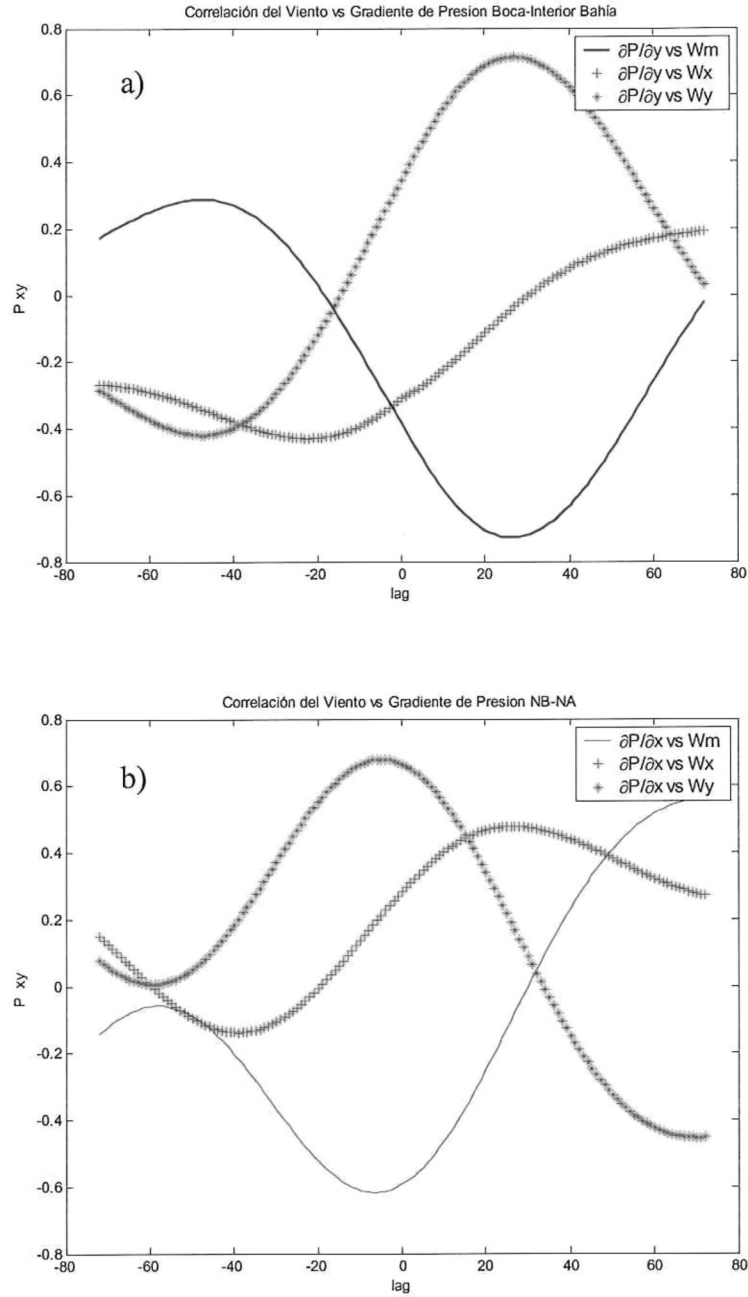 Correlación del Viento vs Gradiente de Presion Boca-Interior Bahía
a)
∂P/∂y vs Wm
∂P/∂y vs Wx
∂P/∂y vs Wy
0.8
0.6
0.4
0.2
0
-0.2
-0.4
-0.6
-0.8
P xy
-80 -60 -40 -20 0 20 40 60 80
lag
Correlación del Viento vs Gradiente de Presion NB-NA
b)
∂P/∂x vs Wm
∂P/∂x vs Wx
∂P/∂x vs Wy
0.8
0.6
0.4
0.2
0
-0.2
-0.4
-0.6
-0.8
P xy
-80 -60 -40 -20 0 20 40 60 80
lag